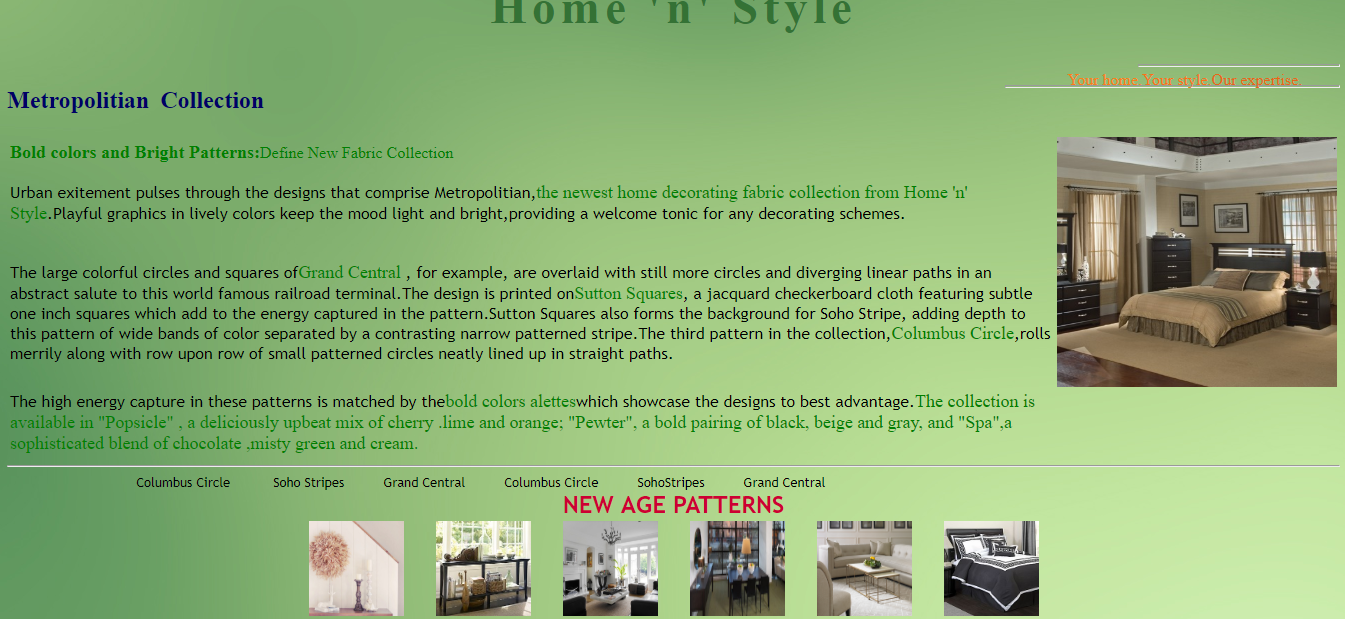 Home 'n' Style
Your home.Your style.Our expertise.
Metropolitian Collection
Bold colors and Bright Patterns:Define New Fabric Collection
Urban exitement pulses through the designs that comprise Metropolitian,the newest home decorating fabric collection from Home 'n'
Style.Playful graphics in lively colors keep the mood light and bright,providing a welcome tonic for any decorating schemes.
The large colorful circles and squares ofGrand Central , for example, are overlaid with still more circles and diverging linear paths in an
abstract salute to this world famous railroad terminal.The design is printed onSutton Squares, a jacquard checkerboard cloth featuring subtle
one inch squares which add to the energy captured in the pattern.Sutton Squares also forms the background for Soho Stripe, adding depth to
this pattern of wide bands of color separated by a contrasting narrow patterned stripe.The third pattern in the collection,Columbus Circle,rolls
merrily along with row upon row of small patterned circles neatly lined up in straight paths.
The high energy capture in these patterns is matched by thebold colors aletteswhich showcase the designs to best advantage.The collection is
available in "Popsicle" , a deliciously upbeat mix of cherry .lime and orange; "Pewter", a bold pairing of black, beige and gray, and "Spa",a
sophisticated blend of chocolate ,misty green and cream.
Columbus Circle Soho Stripes Grand Central Columbus Circle SohoStripes Grand Central
NEW AGE PATTERNS